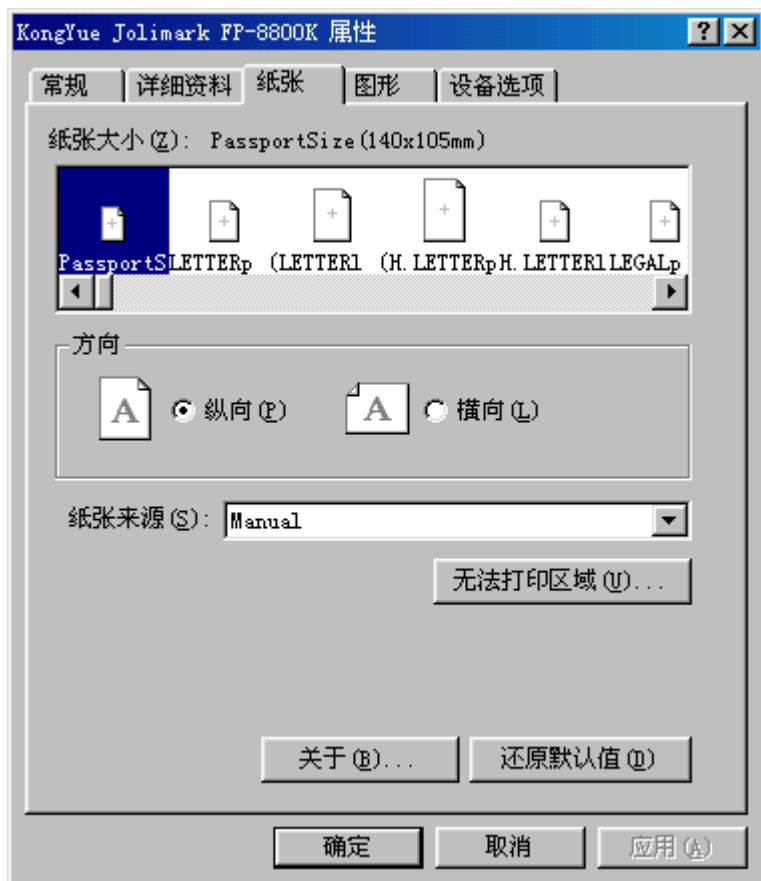 KongYue Jolimark FP-8800K 属性
常规 详细资料 纸张 图形 设备选项
纸张大小(Z): PassportSize(140x105mm)
PassportS LETTERp (LETTERl (H. LETTERp H. LETTERl LEGALp
方向
A 纵向(P) A 横向(L)
纸张来源(S): Manual
无法打印区域(U)...
关于(B)... 还原默认值(D)
确定 取消 应用(A)